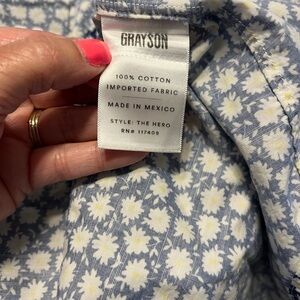 GRAYSON
100% COTTON
IMPORTED FABRIC
MADE IN MEXICO
STYLE: THE HERO
RN# 117409